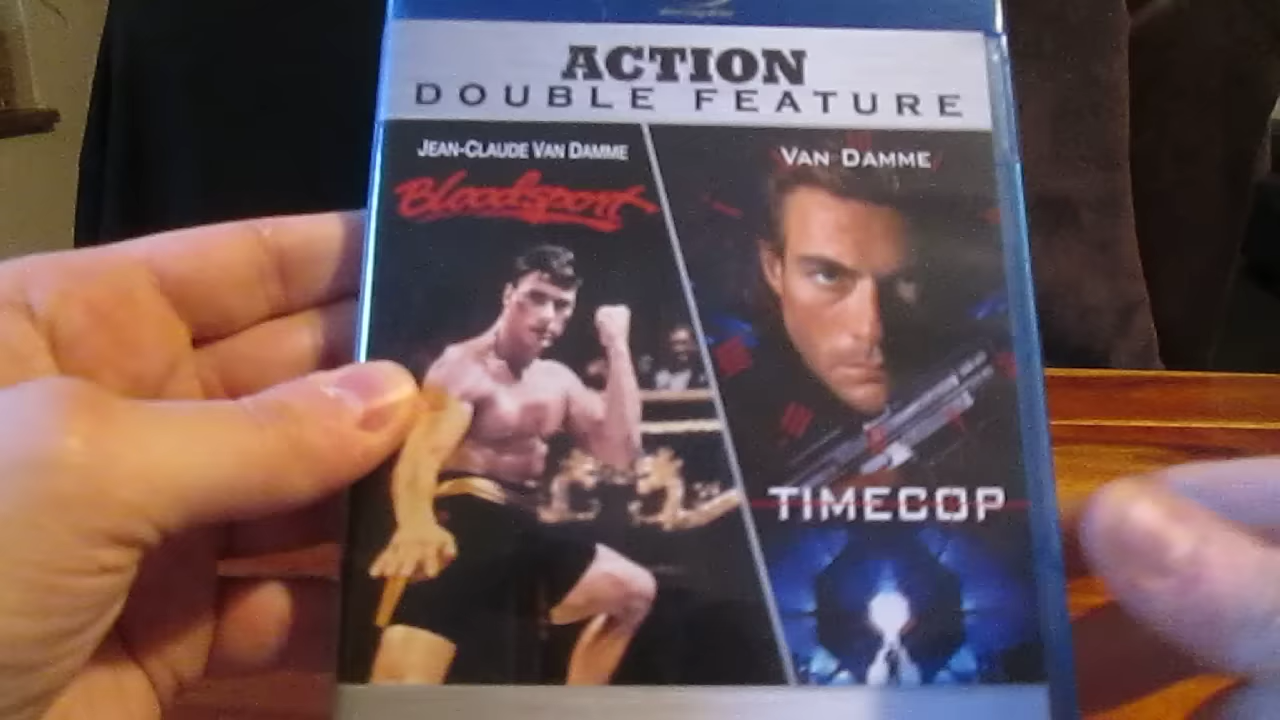 ACTION
DOUBLE FEATURE
JEAN-CLAUDE VAN DAMME
Bloodsport
VAN DAMME
TIMECOP